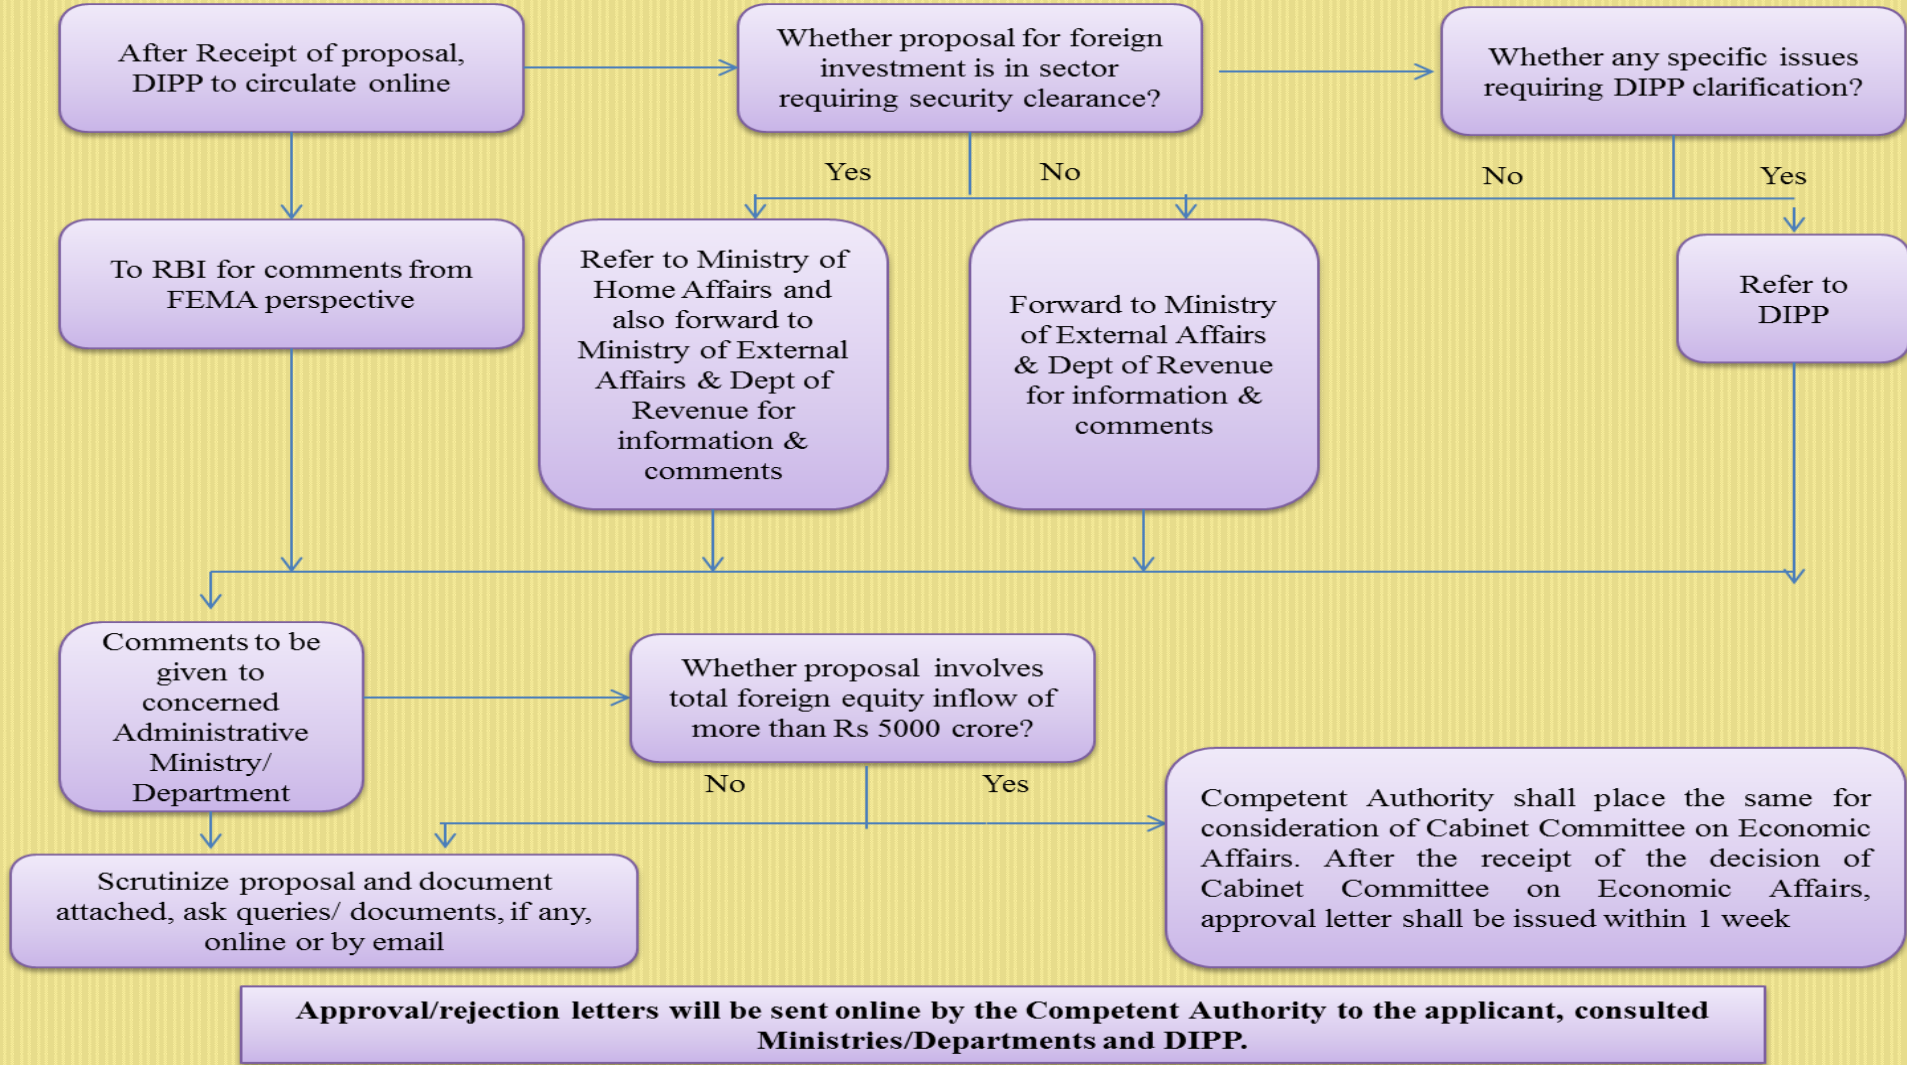 After Receipt of proposal,
DIPP to circulate online
Whether proposal for foreign
investment is in sector
requiring security clearance?
Whether any specific issues
requiring DIPP clarification?
Yes
No
No
Yes
To RBI for comments from
FEMA perspective
Refer to Ministry of
Home Affairs and
also forward to
Ministry of External
Affairs & Dept of
Revenue for
information &
comments
Forward to Ministry
of External Affairs
& Dept of Revenue
for information &
comments
Refer to
DIPP
Comments to be
given to
concerned
Administrative
Ministry/
Department
Whether proposal involves
total foreign equity inflow of
more than Rs 5000 crore?
No
Yes
Scrutinize proposal and document
attached, ask queries/ documents, if any,
online or by email
Competent Authority shall place the same for
consideration of Cabinet Committee on Economic
Affairs. After the receipt of the decision of
Cabinet Committee on Economic Affairs,
approval letter shall be issued within 1 week
Approval/rejection letters will be sent online by the Competent Authority to the applicant, consulted
Ministries/Departments and DIPP.